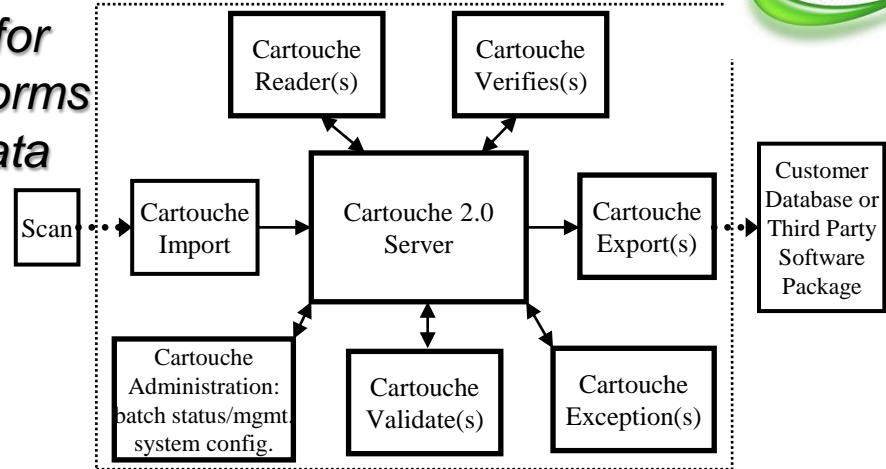 for
orms
ata
Cartouche
Reader(s)
Cartouche
Verifies(s)
Scan
Cartouche
Import
Cartouche 2.0
Server
Cartouche
Export(s)
Customer
Database or
Third Party
Software
Package
Cartouche
Administration:
batch status/mgmt.
system config.
Cartouche
Validate(s)
Cartouche
Exception(s)